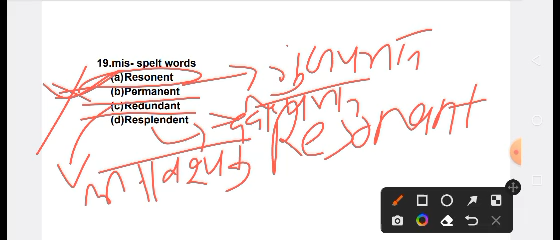 19.mis- spelt words
(a)Resonent
(b)Permanent
(c)Redundant
(d)Resplendent
Resonant